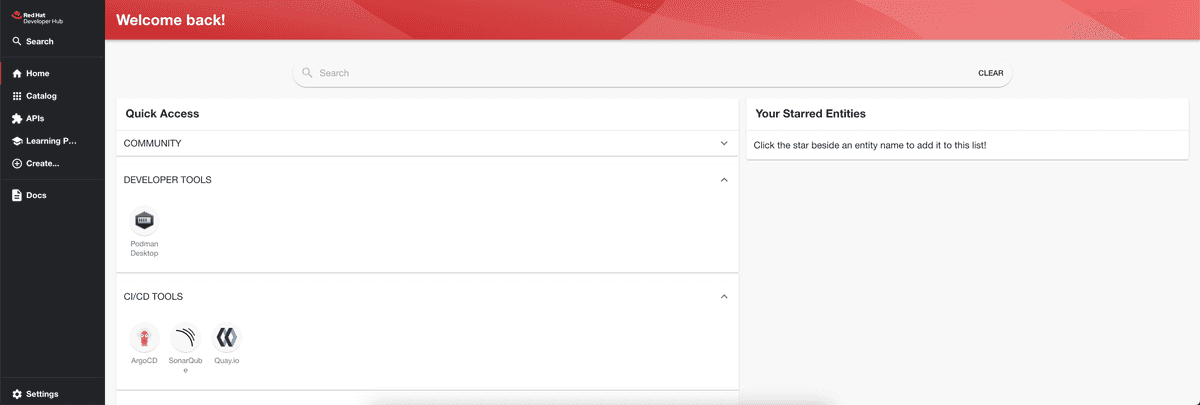 Red Hat
Developer Hub
Search
Home
Catalog
APIs
Learning P...
Create...
Docs
Settings
Welcome back!
Search
CLEAR
Quick Access
COMMUNITY
DEVELOPER TOOLS
Podman
Desktop
CI/CD TOOLS
ArgoCD
SonarQub
e
Quay.io
Your Starred Entities
Click the star beside an entity name to add it to this list!